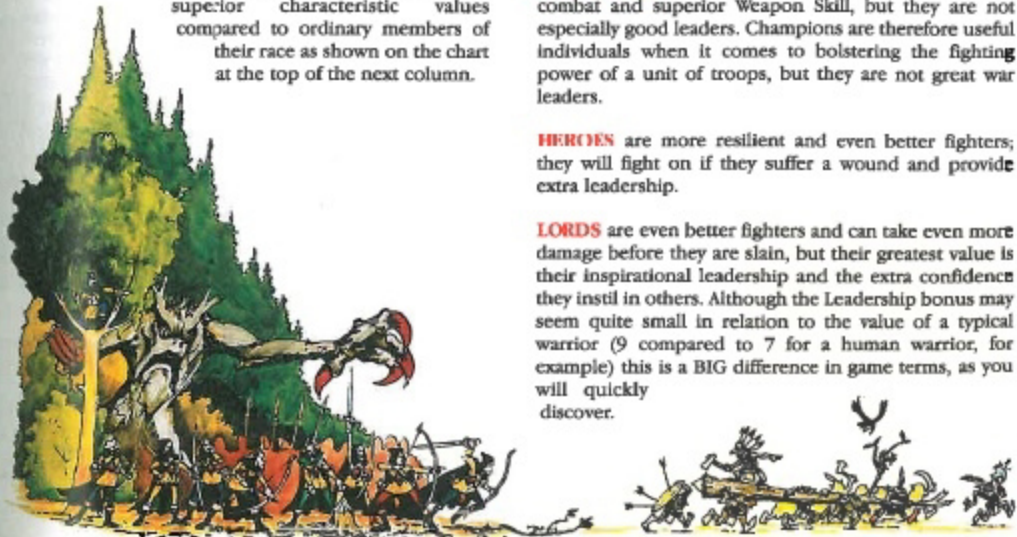 superior characteristic values
compared to ordinary members of
their race as shown on the chart
at the top of the next column.
combat and superior Weapon Skill, but they are not
especially good leaders. Champions are therefore useful
individuals when it comes to bolstering the fighting
power of a unit of troops, but they are not great war
leaders.
HEROES are more resilient and even better fighters;
they will fight on if they suffer a wound and provide
extra leadership.
LORDS are even better fighters and can take even more
damage before they are slain, but their greatest value is
their inspirational leadership and the extra confidence
they instil in others. Although the Leadership bonus may
seem quite small in relation to the value of a typical
warrior (9 compared to 7 for a human warrior, for
example) this is a BIG difference in game terms, as you
will quickly
discover.